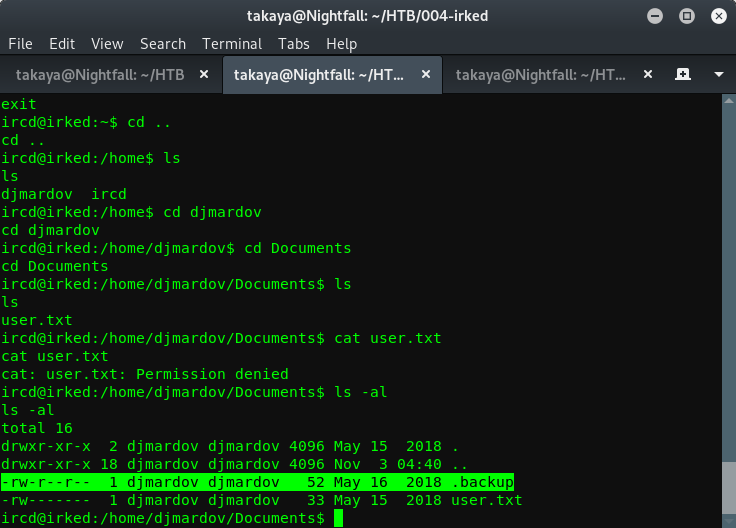 takaya@Nightfall: ~/HTB/004-irked
File Edit View Search Terminal Tabs Help
takaya@Nightfall: ~/HTB × takaya@Nightfall: ~/HT... × takaya@Nightfall: ~/HT... ×
exit
ircd@irked:~$ cd ..
cd ..
ircd@irked:/home$ ls
ls
djmardov  ircd
ircd@irked:/home$ cd djmardov
cd djmardov
ircd@irked:/home/djmardov$ cd Documents
cd Documents
ircd@irked:/home/djmardov/Documents$ ls
ls
user.txt
ircd@irked:/home/djmardov/Documents$ cat user.txt
cat user.txt
cat: user.txt: Permission denied
ircd@irked:/home/djmardov/Documents$ ls -al
ls -al
total 16
drwxr-xr-x  2 djmardov djmardov 4096 May 15  2018 .
drwxr-xr-x 18 djmardov djmardov 4096 Nov  3 04:40 ..
-rw-r--r--  1 djmardov djmardov   52 May 16  2018 .backup
-rw-------  1 djmardov djmardov   33 May 15  2018 user.txt
ircd@irked:/home/djmardov/Documents$